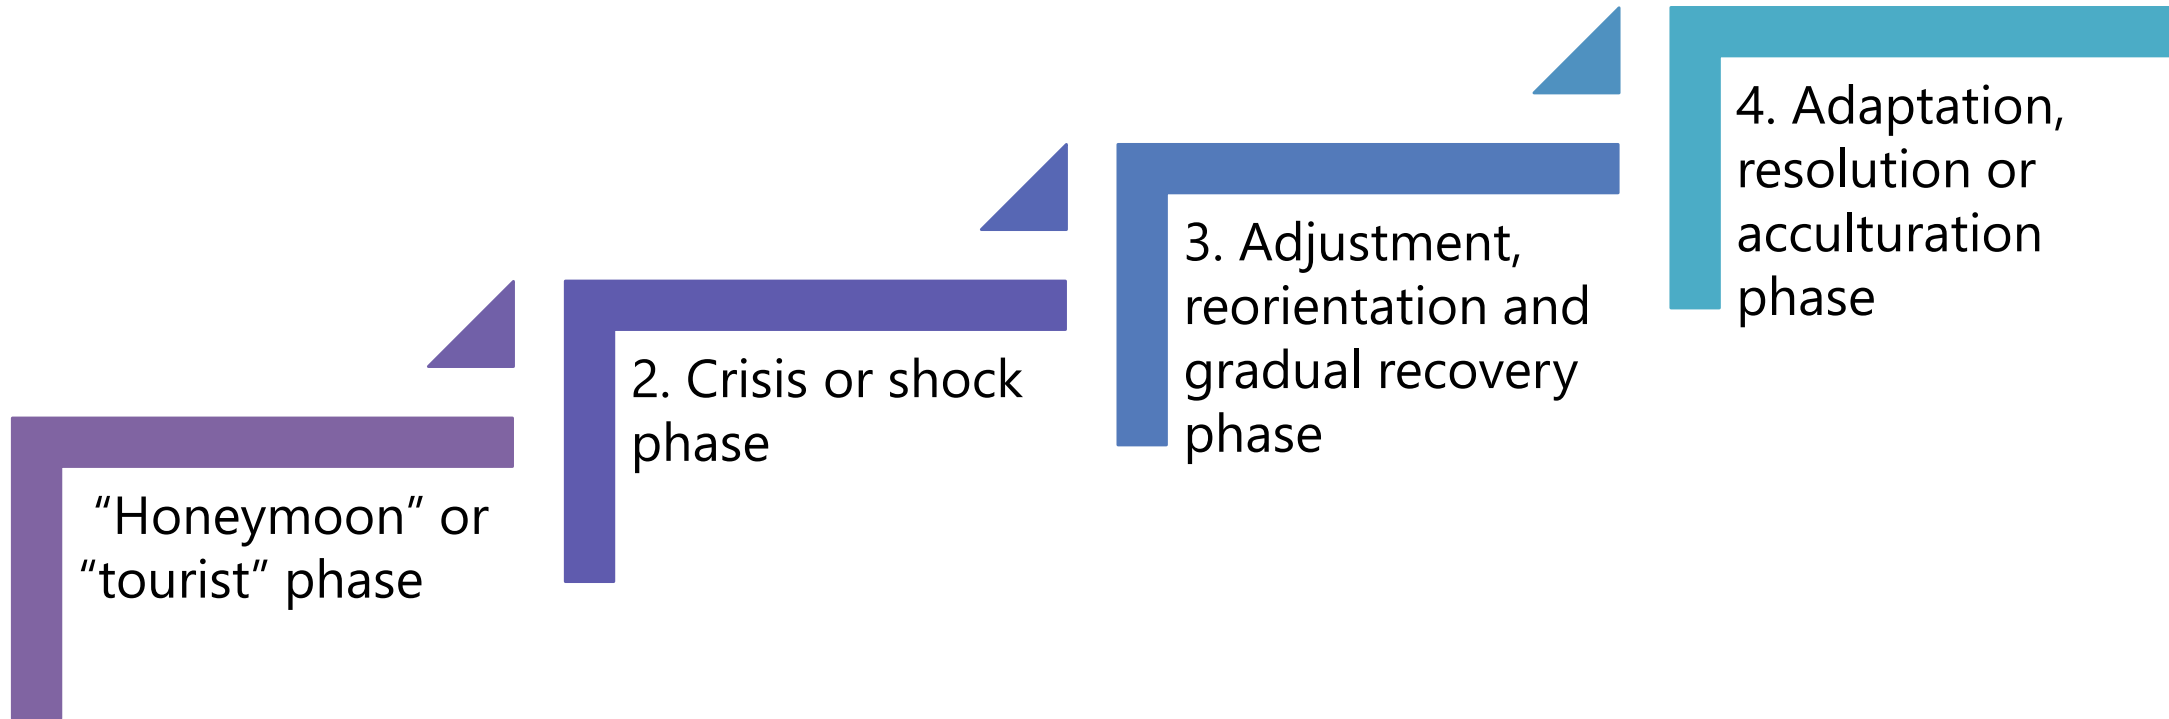 “Honeymoon” or
“tourist” phase
2. Crisis or shock
phase
3. Adjustment,
reorientation and
gradual recovery
phase
4. Adaptation,
resolution or
acculturation
phase